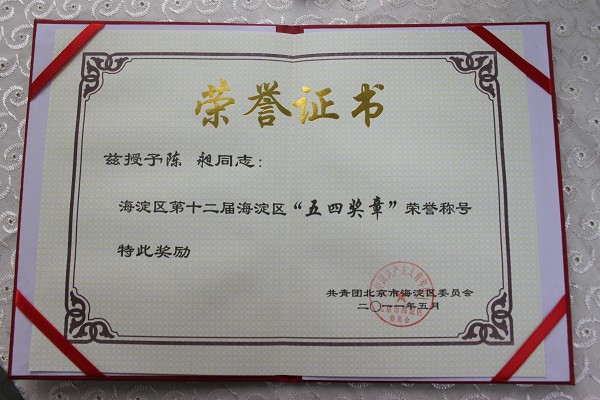 荣誉证书
兹授予陈 昶同志：
海淀区第十二届海淀区“五四奖章”荣誉称号
特此奖励
共青团北京市海淀区委员会
二〇一一年五月